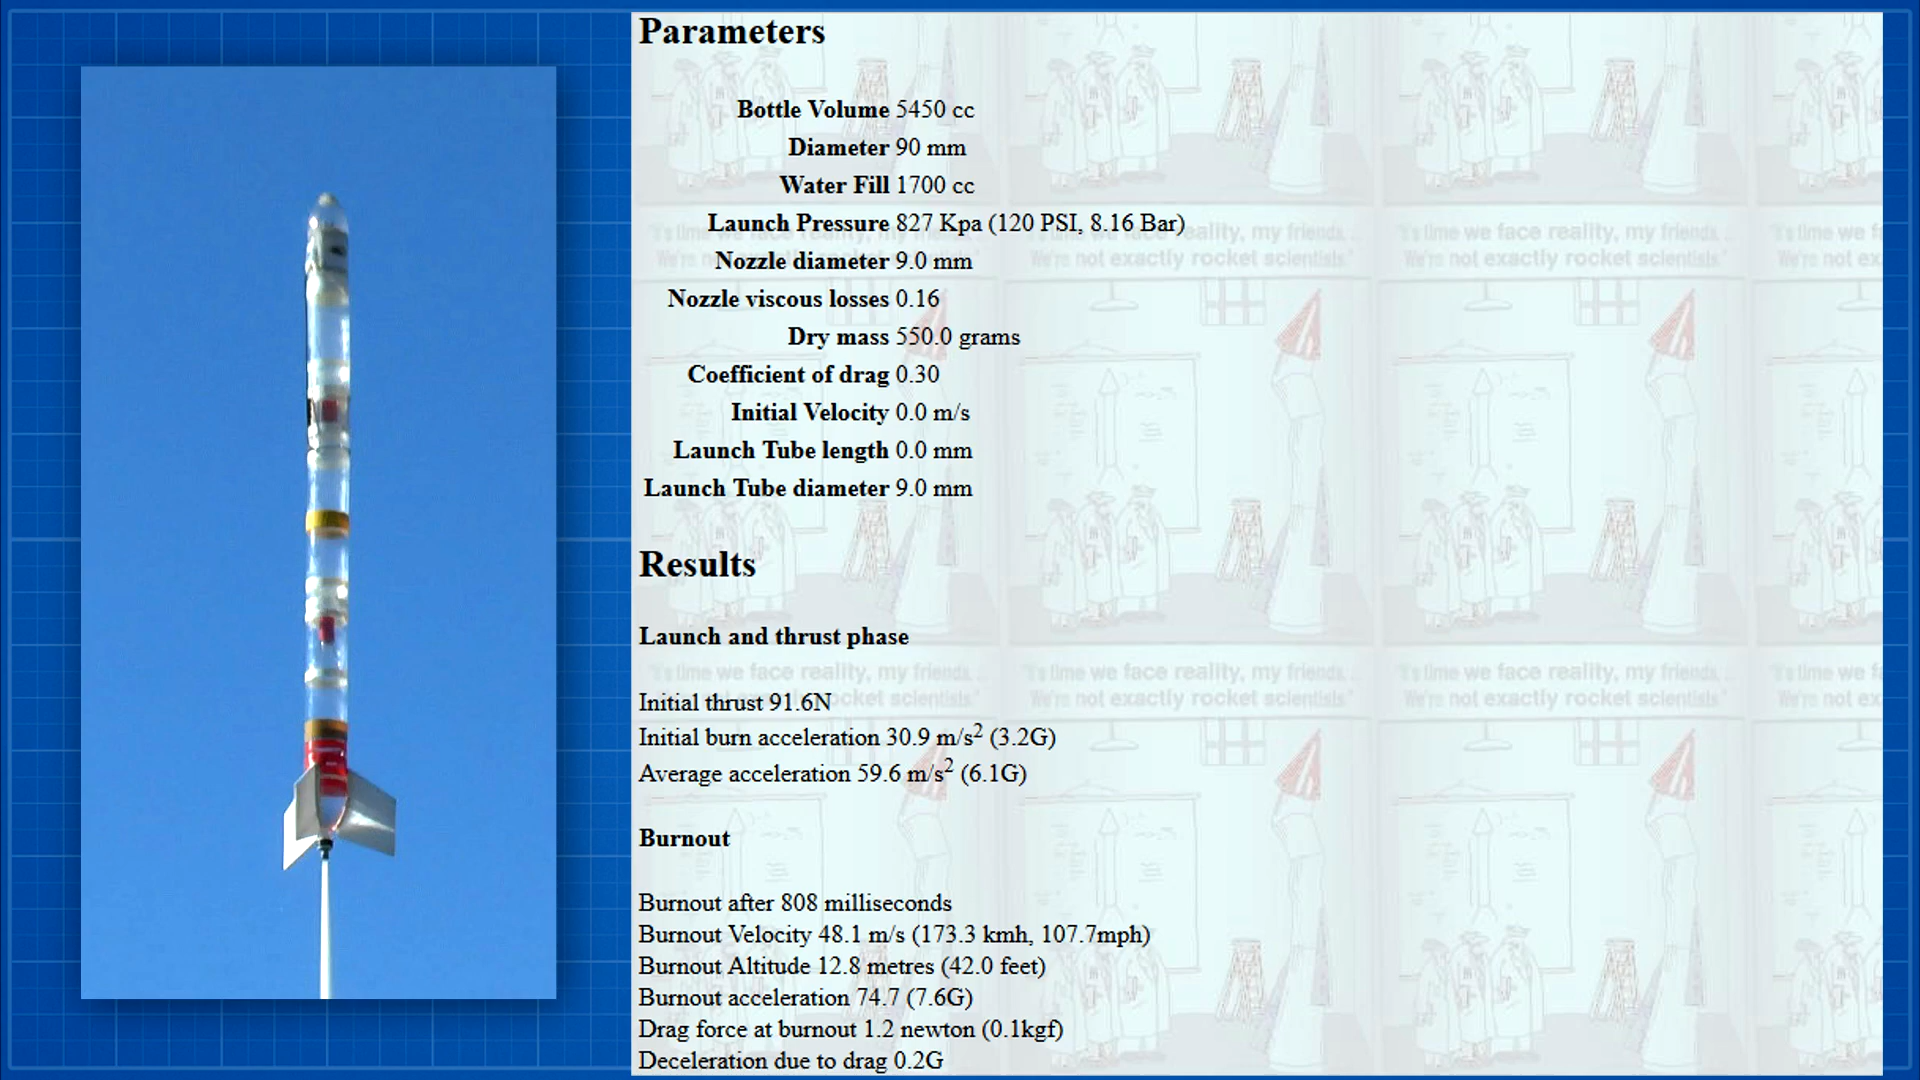 Parameters
Bottle Volume 5450 cc
Diameter 90 mm
Water Fill 1700 cc
Launch Pressure 827 Kpa (120 PSI, 8.16 Bar)
Nozzle diameter 9.0 mm
Nozzle viscous losses 0.16
Dry mass 550.0 grams
Coefficient of drag 0.30
Initial Velocity 0.0 m/s
Launch Tube length 0.0 mm
Launch Tube diameter 9.0 mm
Results
Launch and thrust phase
Initial thrust 91.6N
Initial burn acceleration 30.9 m/s² (3.2G)
Average acceleration 59.6 m/s² (6.1G)
Burnout
Burnout after 808 milliseconds
Burnout Velocity 48.1 m/s (173.3 kmh, 107.7mph)
Burnout Altitude 12.8 metres (42.0 feet)
Burnout acceleration 74.7 (7.6G)
Drag force at burnout 1.2 newton (0.1kgf)
Deceleration due to drag 0.2G